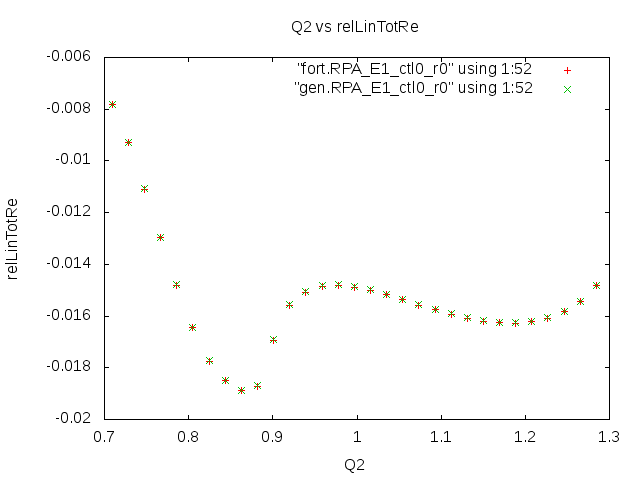 Q2 vs relLinTotRe
"fort.RPA_E1_ctl0_r0" using 1:52
"gen.RPA_E1_ctl0_r0" using 1:52
-0.006
-0.008
-0.01
-0.012
-0.014
-0.016
-0.018
-0.02
relLinTotRe
0.7 0.8 0.9 1 1.1 1.2 1.3
Q2